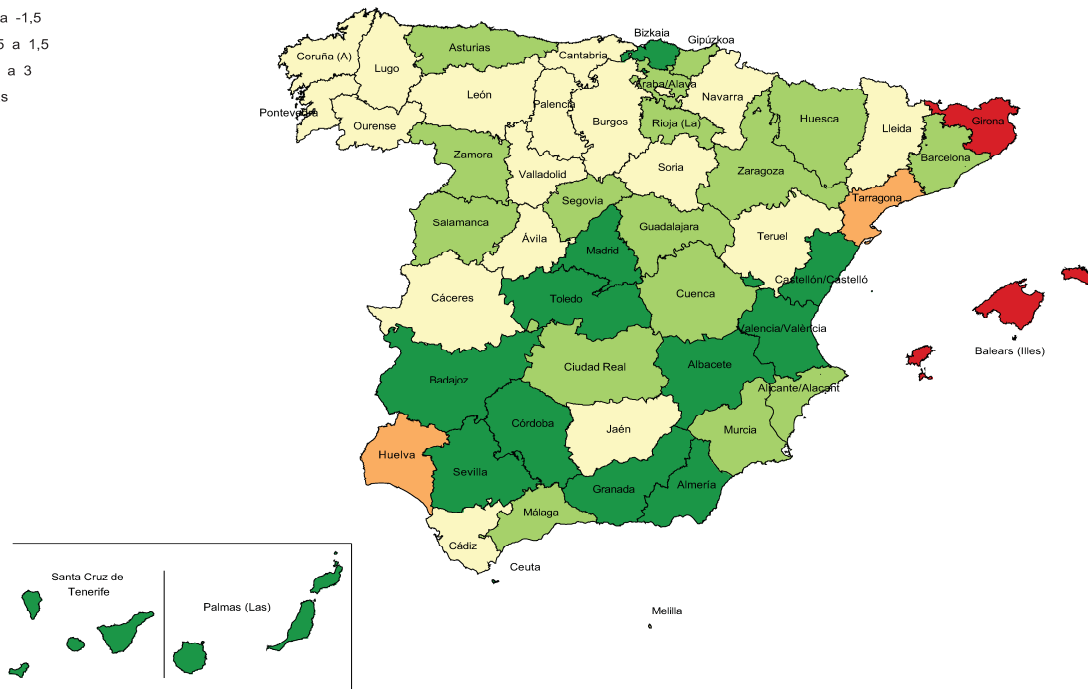 a -1,5
5 a 1,5
a 3
s
Bizkaia
Gipúzkoa
Asturias
Cantabria
Coruña (A)
Lugo
Araba/Álava
Navarra
León
Palencia
Pontevedra
Ourense
Burgos
Rioja (La)
Huesca
Lleida
Girona
Barcelona
Zamora
Valladolid
Soria
Zaragoza
Tarragona
Segovia
Salamanca
Ávila
Guadalajara
Teruel
Madrid
Castellón/Castelló
Cáceres
Toledo
Cuenca
Valencia/València
Balears (Illes)
Badajoz
Ciudad Real
Albacete
Alicante/Alacant
Córdoba
Jaén
Murcia
Huelva
Sevilla
Granada
Almería
Málaga
Cádiz
Ceuta
Melilla
Santa Cruz de
Tenerife
Palmas (Las)